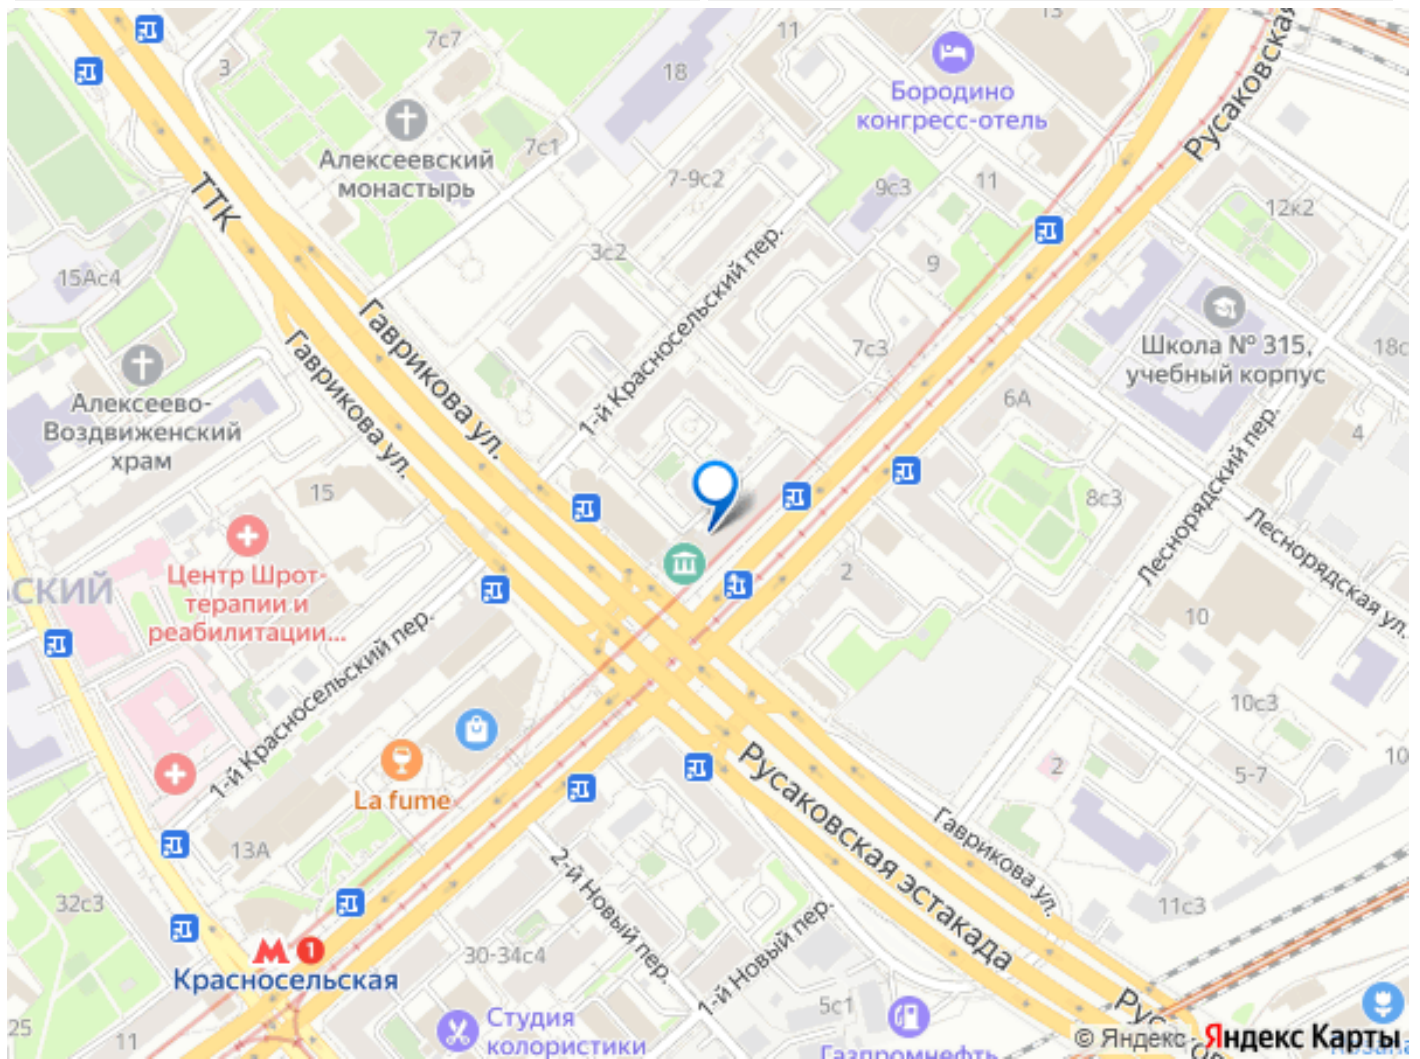 7с7
11
13
3
18
Бородино
конгресс-отель
Русаковская
Алексеевский
монастырь
7с1
ТТК
7-9с2
9с3
11
12к2
15Ас4
3с2
1-й Красносельский пер.
9
Гаврикова ул.
Гаврикова ул.
7с3
Школа № 315,
учебный корпус
18с
Алексеево-
Воздвиженский
храм
6А
Леснорядский пер.
4
15
8с3
Леснорядская ул.
Центр Шрот-
терапии и
реабилитации...
СКИЙ
2
10
1-й Красносельский пер.
10с3
La fume
Русаковская эстакада
2
5-7
10
13А
Гаврикова ул.
2-й Новый пер.
32с3
11с3
М 1
Красносельская
30-34с4
1-й Новый пер.
5с1
25
11
Студия
колористики
Газпромнефть
© Яндекс Яндекс Карты